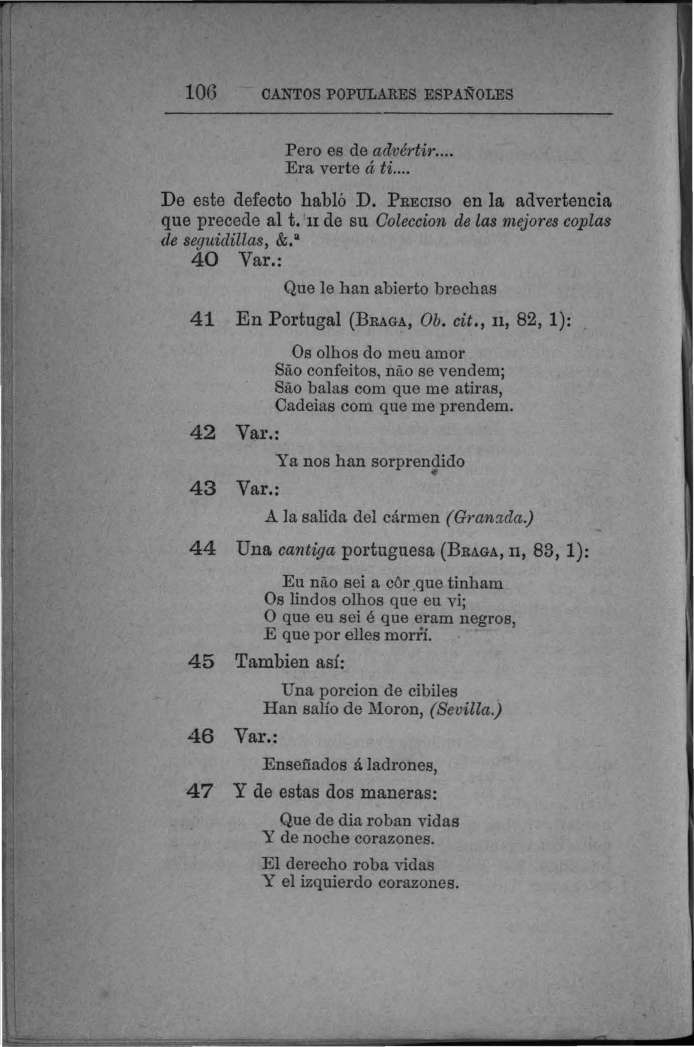 106 CANTOS POPULARES ESPAÑOLES
Pero es de advértir....
Era verte á ti....
De este defecto habló D. PRECISO en la advertencia
que precede al t. II de su Coleccion de las mejores coplas
de seguidillas, &.ª
40 Var.:
Que le han abierto brechas
41 En Portugal (BRAGA, Ob. cit., II, 82, 1):
Os olhos do meu amor
São confeitos, não se vendem;
São balas com que me atiras,
Cadeias com que me prendem.
42 Var.:
Ya nos han sorprendido
43 Var.:
A la salida del cármen (Granada.)
44 Una cantiga portuguesa (BRAGA, II, 83, 1):
Eu não sei a côr que tinham
Os lindos olhos que eu vi;
O que eu sei é que eram negros,
E que por elles morrí.
45 Tambien así:
Una porcion de cibiles
Han salío de Moron, (Sevilla.)
46 Var.:
Enseñados á ladrones,
47 Y de estas dos maneras:
Que de dia roban vidas
Y de noche corazones.
El derecho roba vidas
Y el izquierdo corazones.